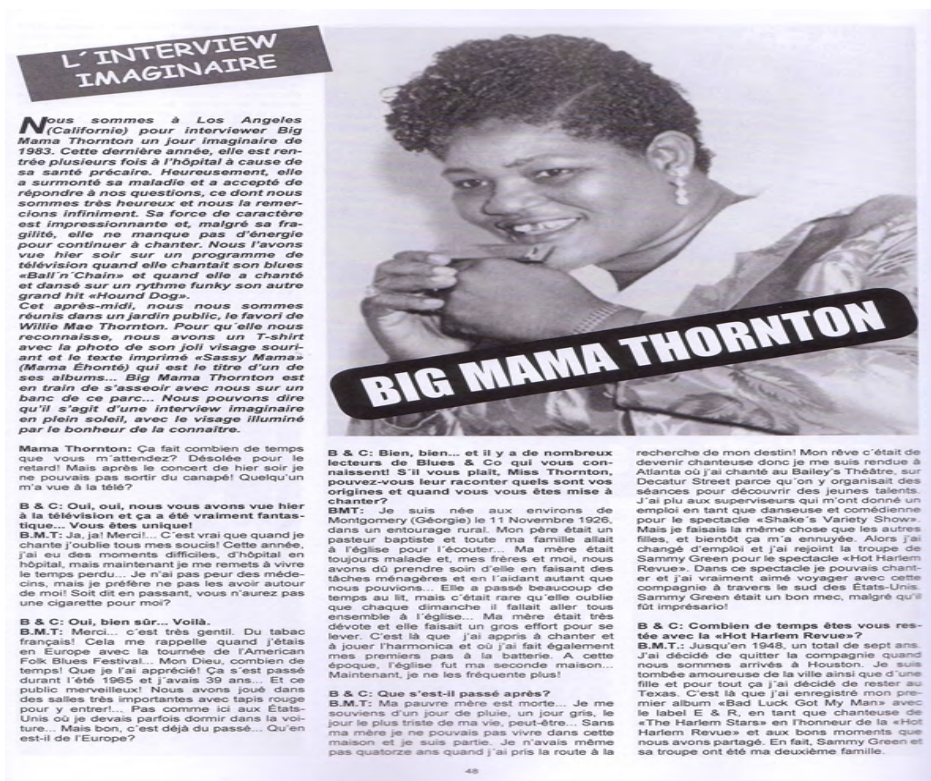 L´INTERVIEW
IMAGINAIRE
Nous sommes à Los Angeles
(Californie) pour interviewer Big
Mama Thornton un jour imaginaire de
1983. Cette dernière année, elle est ren-
trée plusieurs fois à l'hôpital à cause de
sa santé précaire. Heureusement, elle
a surmonté sa maladie et a accepté de
répondre à nos questions, ce dont nous
sommes très heureux et nous la remer-
cions infiniment. Sa force de caractère
est impressionnante et, malgré sa fra-
gilité, elle ne manque pas d'énergie
pour continuer à chanter. Nous l'avons
vue hier soir sur un programme de
télévision quand elle chantait son blues
«Ball´n´Chain» et quand elle a chanté
et dansé sur un rythme funky son autre
grand hit «Hound Dog».
Cet après-midi, nous nous sommes
réunis dans un jardin public, le favori de
Willie Mae Thornton. Pour qu´elle nous
reconnaisse, nous avons un T-shirt
avec la photo de son joli visage souri-
ant et le texte imprimé «Sassy Mama»
(Mama Éhonté) qui est le titre d'un de
ses albums... Big Mama Thornton est
en train de s'asseoir avec nous sur un
banc de ce parc... Nous pouvons dire
qu'il s'agit d'une interview imaginaire
en plein soleil, avec le visage illuminé
par le bonheur de la connaître.
Mama Thornton: Ça fait combien de temps
que vous m'attendez? Désolée pour le
retard! Mais après le concert de hier soir je
ne pouvais pas sortir du canapé! Quelqu'un
m'a vue à la télé?
B & C: Oui, oui, nous vous avons vue hier
à la télévision et ça a été vraiment fantas-
tique... Vous êtes unique!
B.M.T: Ja, ja! Merci!... C'est vrai que quand je
chante j'oublie tous mes soucis! Cette année,
j'ai eu des moments difficiles, d'hôpital en
hôpital, mais maintenant je me remets à vivre
le temps perdu... Je n'ai pas peur des méde-
cins, mais je préfère ne pas les avoir autour
de moi! Soit dit en passant, vous n'aurez pas
une cigarette pour moi?
B & C: Oui, bien sûr... Voilà.
B.M.T: Merci... c'est très gentil. Du tabac
français! Cela me rappelle quand j'étais
en Europe avec la tournée de l'American
Folk Blues Festival... Mon Dieu, combien de
temps! Que je l'ai apprécié! Ça s'est passé
durant l'été 1965 et j'avais 39 ans... Et ce
public merveilleux! Nous avons joué dans
des salles très importantes avec tapis rouge
pour y entrer!... Pas comme ici aux États-
Unis où je devais parfois dormir dans la voi-
ture... Mais bon, c'est déjà du passé... Qu'en
est-il de l'Europe?
BIG MAMA THORNTON
B & C: Bien, bien... et il y a de nombreux
lecteurs de Blues & Co qui vous con-
naissent! S´il vous plaît, Miss Thornton,
pouvez-vous leur raconter quels sont vos
origines et quand vous vous êtes mise à
chanter?
BMT: Je suis née aux environs de
Montgomery (Géorgie) le 11 Novembre 1926,
dans un entourage rural. Mon père était un
pasteur baptiste et toute ma famille allait
à l'église pour l'écouter... Ma mère était
toujours malade et, mes frères et moi, nous
avons dû prendre soin d'elle en faisant des
tâches ménagères et en l'aidant autant que
nous pouvions... Elle a passé beaucoup de
temps au lit, mais c'était rare qu'elle oublie
que chaque dimanche il fallait aller tous
ensemble à l'église... Ma mère était très
dévote et elle faisait un gros effort pour se
lever. C'est là que j'ai appris à chanter et
à jouer l'harmonica et où j'ai fait également
mes premiers pas à la batterie. A cette
époque, l'église fut ma seconde maison...
Maintenant, je ne les fréquente plus!
B & C: Que s'est-il passé après?
B.M.T: Ma pauvre mère est morte... Je me
souviens d'un jour de pluie, un jour gris, le
jour le plus triste de ma vie, peut-être... Sans
ma mère je ne pouvais pas vivre dans cette
maison et je suis partie. Je n'avais même
pas quatorze ans quand j'ai pris la route à la
recherche de mon destin! Mon rêve c'était de
devenir chanteuse donc je me suis rendue à
Atlanta où j'ai chanté au Bailey's Théâtre, sur
Decatur Street parce qu'on y organisait des
séances pour découvrir des jeunes talents.
J'ai plu aux superviseurs qui m'ont donné un
emploi en tant que danseuse et comédienne
pour le spectacle «Shake´s Variety Show».
Mais je faisais la même chose que les autres
filles, et bientôt ça m'a ennuyée. Alors j'ai
changé d'emploi et j'ai rejoint la troupe de
Sammy Green pour le spectacle «Hot Harlem
Revue». Dans ce spectacle je pouvais chant-
er et j'ai vraiment aimé voyager avec cette
compagnie à travers le sud des États-Unis.
Sammy Green était un bon mec, malgré qu'il
fût imprésario!
B & C: Combien de temps êtes vous res-
tée avec la «Hot Harlem Revue»?
B.M.T.: Jusqu'en 1948, un total de sept ans.
J'ai décidé de quitter la compagnie quand
nous sommes arrivés à Houston. Je suis
tombée amoureuse de la ville ainsi que d'une
fille et pour tout ça j'ai décidé de rester au
Texas. C'est là que j'ai enregistré mon pre-
mier album «Bad Luck Got My Man» avec
le label E & R, en tant que chanteuse de
«The Harlem Stars» en l'honneur de la «Hot
Harlem Revue» et aux bons moments que
nous avons partagé. En fait, Sammy Green et
sa troupe ont été ma deuxième famille.
48